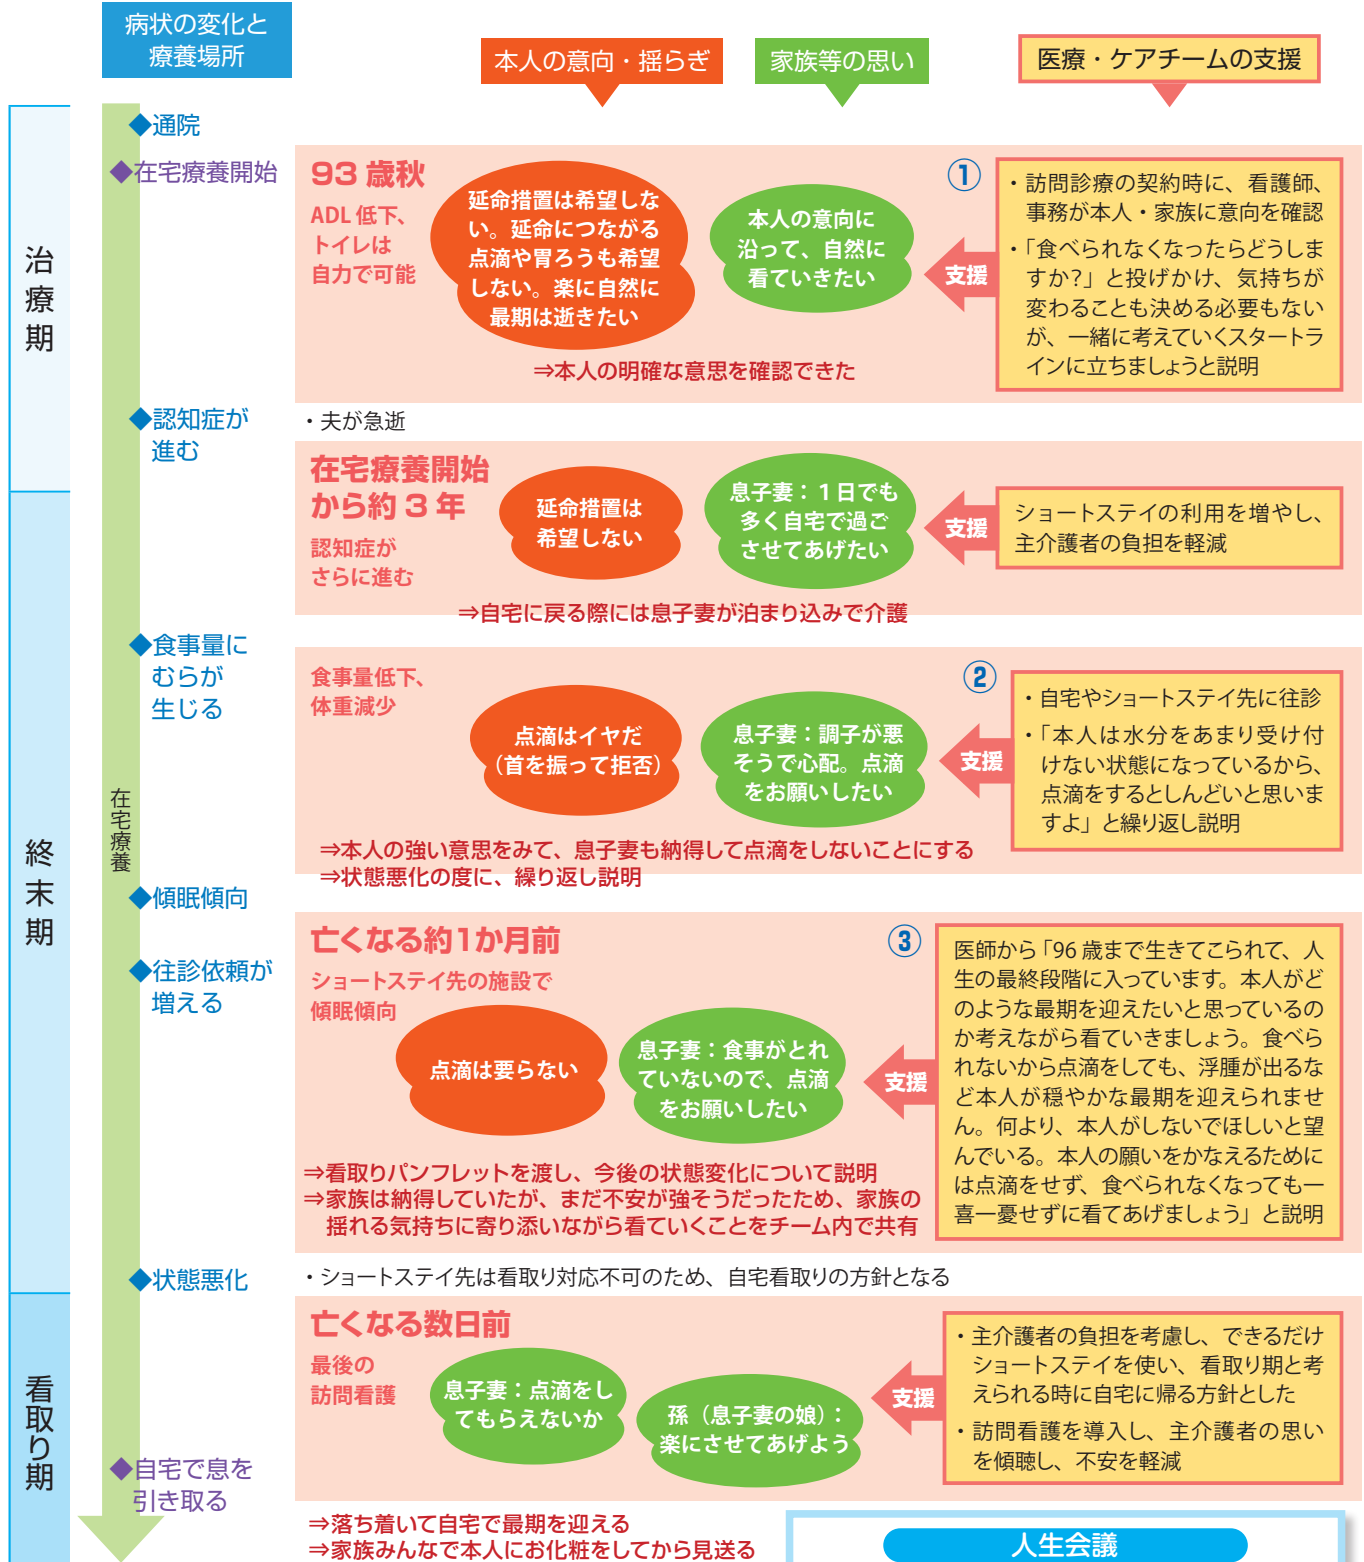 病状の変化と
療養場所
本人の意向・揺らぎ
家族等の思い
医療・ケアチームの支援
治療期
終末期
看取り期
在宅療養
◆通院
◆在宅療養開始
93 歳秋
ADL 低下、
トイレは
自力で可能
延命措置は希望しな
い。延命につながる
点滴や胃ろうも希望
しない。楽に自然に
最期は逝きたい
本人の意向に
沿って、自然に
看ていきたい
①
支援
・訪問診療の契約時に、看護師、
事務が本人・家族に意向を確認
・「食べられなくなったらどうしま
すか?」と投げかけ、気持ちが
変わることも決める必要もない
が、一緒に考えていくスタートラ
インに立ちましょうと説明
⇒本人の明確な意思を確認できた
◆認知症が
進む
・夫が急逝
在宅療養開始
から約 3 年
認知症が
さらに進む
延命措置は
希望しない
息子妻：1日でも
多く自宅で過ご
させてあげたい
支援
ショートステイの利用を増やし、
主介護者の負担を軽減
⇒自宅に戻る際には息子妻が泊まり込みで介護
◆食事量に
むらが
生じる
食事量低下、
体重減少
点滴はイヤだ
（首を振って拒否）
息子妻：調子が悪
そうで心配。点滴
をお願いしたい
②
支援
・自宅やショートステイ先に往診
・「本人は水分をあまり受け付
けない状態になっているから、
点滴をするとしんどいと思いま
すよ」と繰り返し説明
⇒本人の強い意思をみて、息子妻も納得して点滴をしないことにする
⇒状態悪化の度に、繰り返し説明
◆傾眠傾向
◆往診依頼が
増える
亡くなる約1か月前
ショートステイ先の施設で
傾眠傾向
点滴は要らない
息子妻：食事がとれ
ていないので、点滴
をお願いしたい
③
支援
医師から「96 歳まで生きてこられて、人
生の最終段階に入っています。本人がど
のような最期を迎えたいと思っているの
か考えながら看ていきましょう。食べら
れないから点滴をしても、浮腫が出るな
ど本人が穏やかな最期を迎えられませ
ん。何より、本人がしないでほしいと望
んでいる。本人の願いをかなえるために
は点滴をせず、食べられなくなっても一
喜一憂せずに看てあげましょう」と説明
⇒看取りパンフレットを渡し、今後の状態変化について説明
⇒家族は納得していたが、まだ不安が強そうだったため、家族の
揺れる気持ちに寄り添いながら看ていくことをチーム内で共有
◆状態悪化
・ショートステイ先は看取り対応不可のため、自宅看取りの方針となる
亡くなる数日前
最後の
訪問看護
息子妻：点滴をし
てもらえないか
孫（息子妻の娘）：
楽にさせてあげよう
支援
・主介護者の負担を考慮し、できるだけ
ショートステイを使い、看取り期と考
えられる時に自宅に帰る方針とした
・訪問看護を導入し、主介護者の思い
を傾聴し、不安を軽減
◆自宅で息を
引き取る
⇒落ち着いて自宅で最期を迎える
⇒家族みんなで本人にお化粧をしてから見送る
人生会議